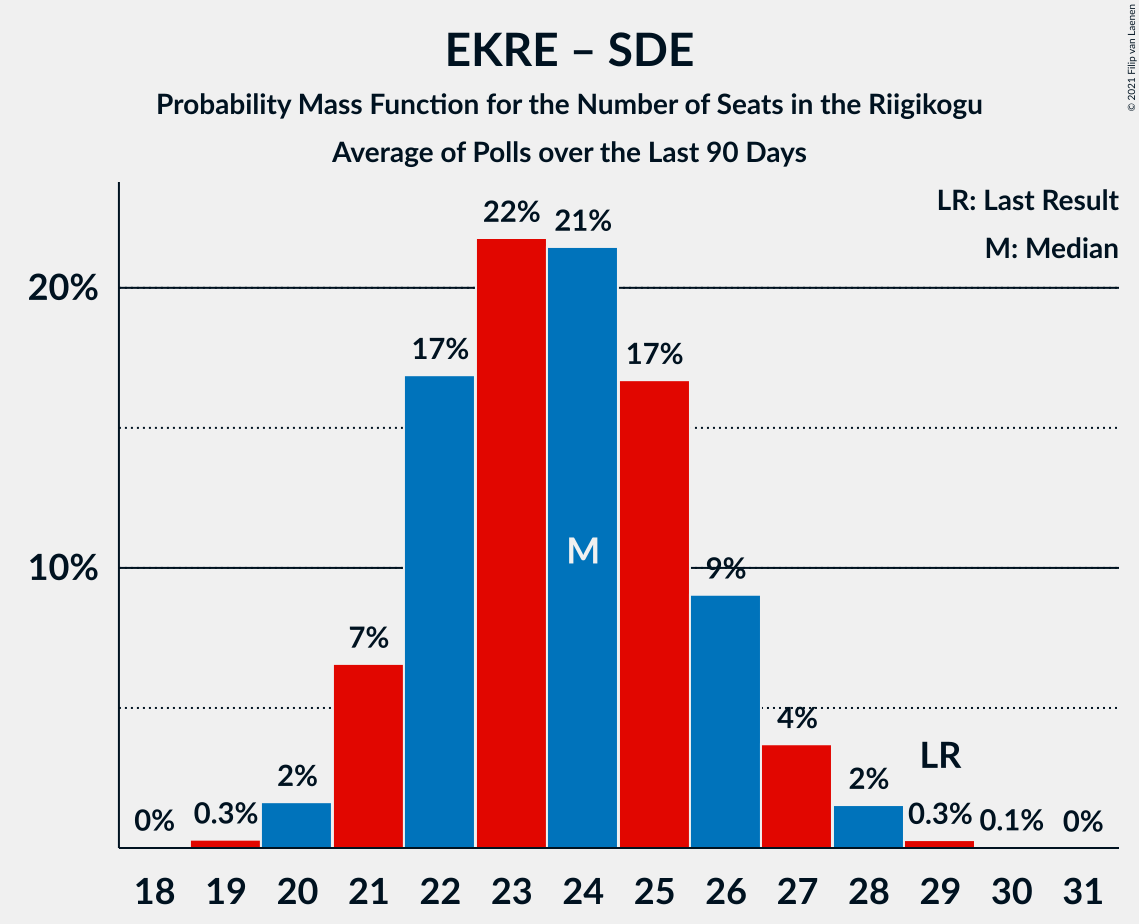 EKRE – SDE
Probability Mass Function for the Number of Seats in the Riigikogu
Average of Polls over the Last 90 Days
© 2021 Filip van Laenen
LR: Last Result
M: Median
22%
21%
20%
17%
17%
M
10%
9%
7%
4%
LR
2%
2%
0%
0.3%
0.3%
0.1%
0%
18 19 20 21 22 23 24 25 26 27 28 29 30 31